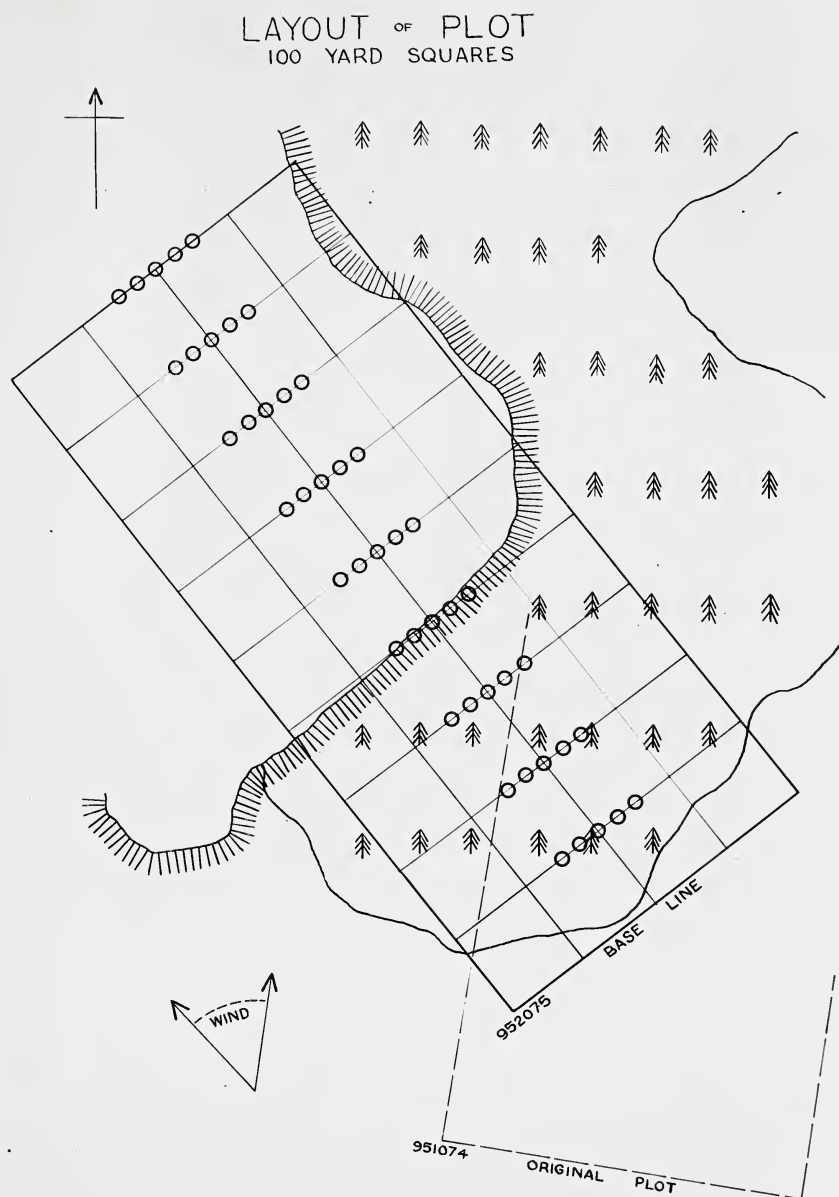 LAYOUT OF PLOT
100 YARD SQUARES
WIND
BASE LINE
952075
951074
ORIGINAL PLOT